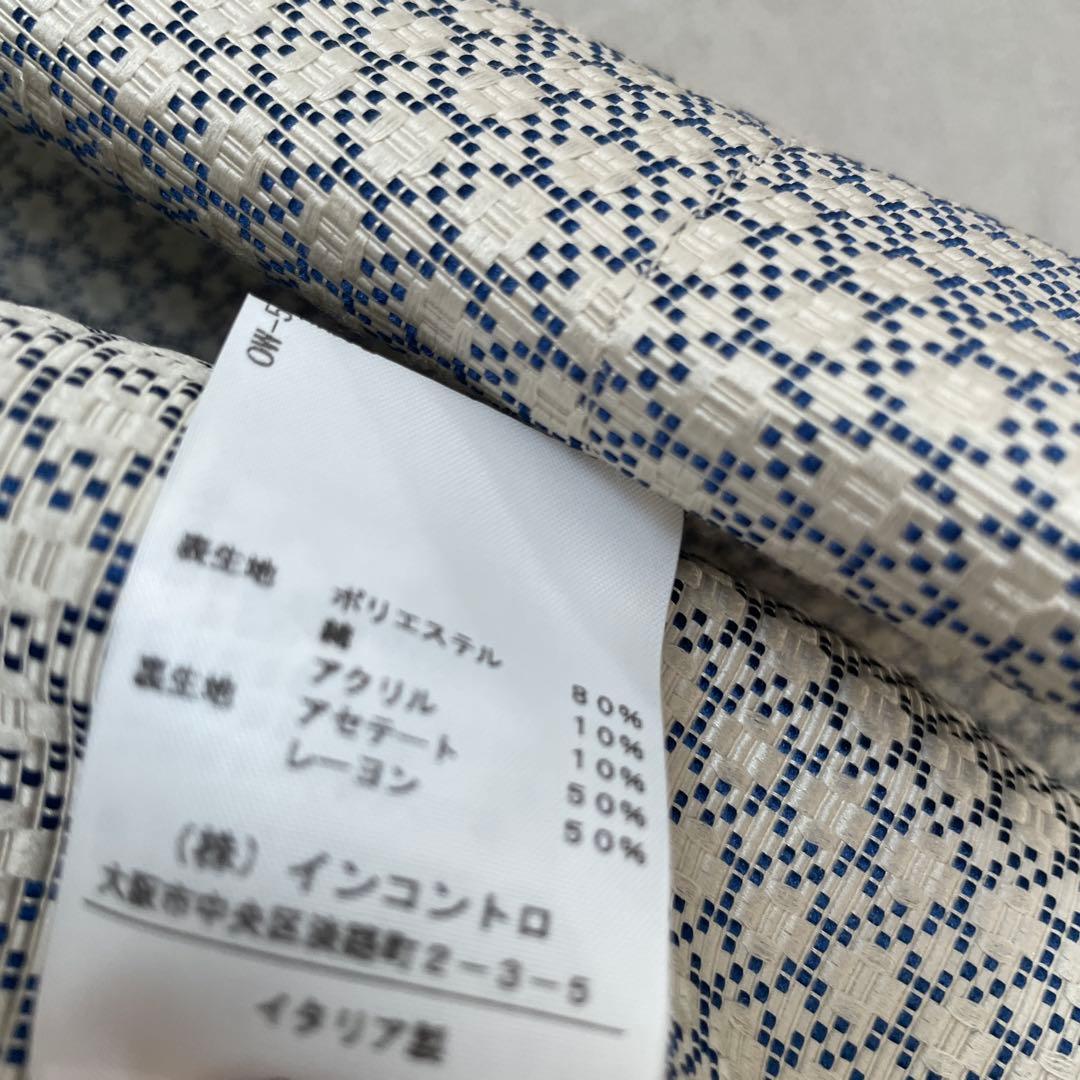 OW-5
表生地 ポリエステル 80%
綿 10%
アクリル 10%
裏生地 アセテート 50%
レーヨン 50%
(株) インコントロ
大阪市中央区淡路町2-3-5
イタリア製